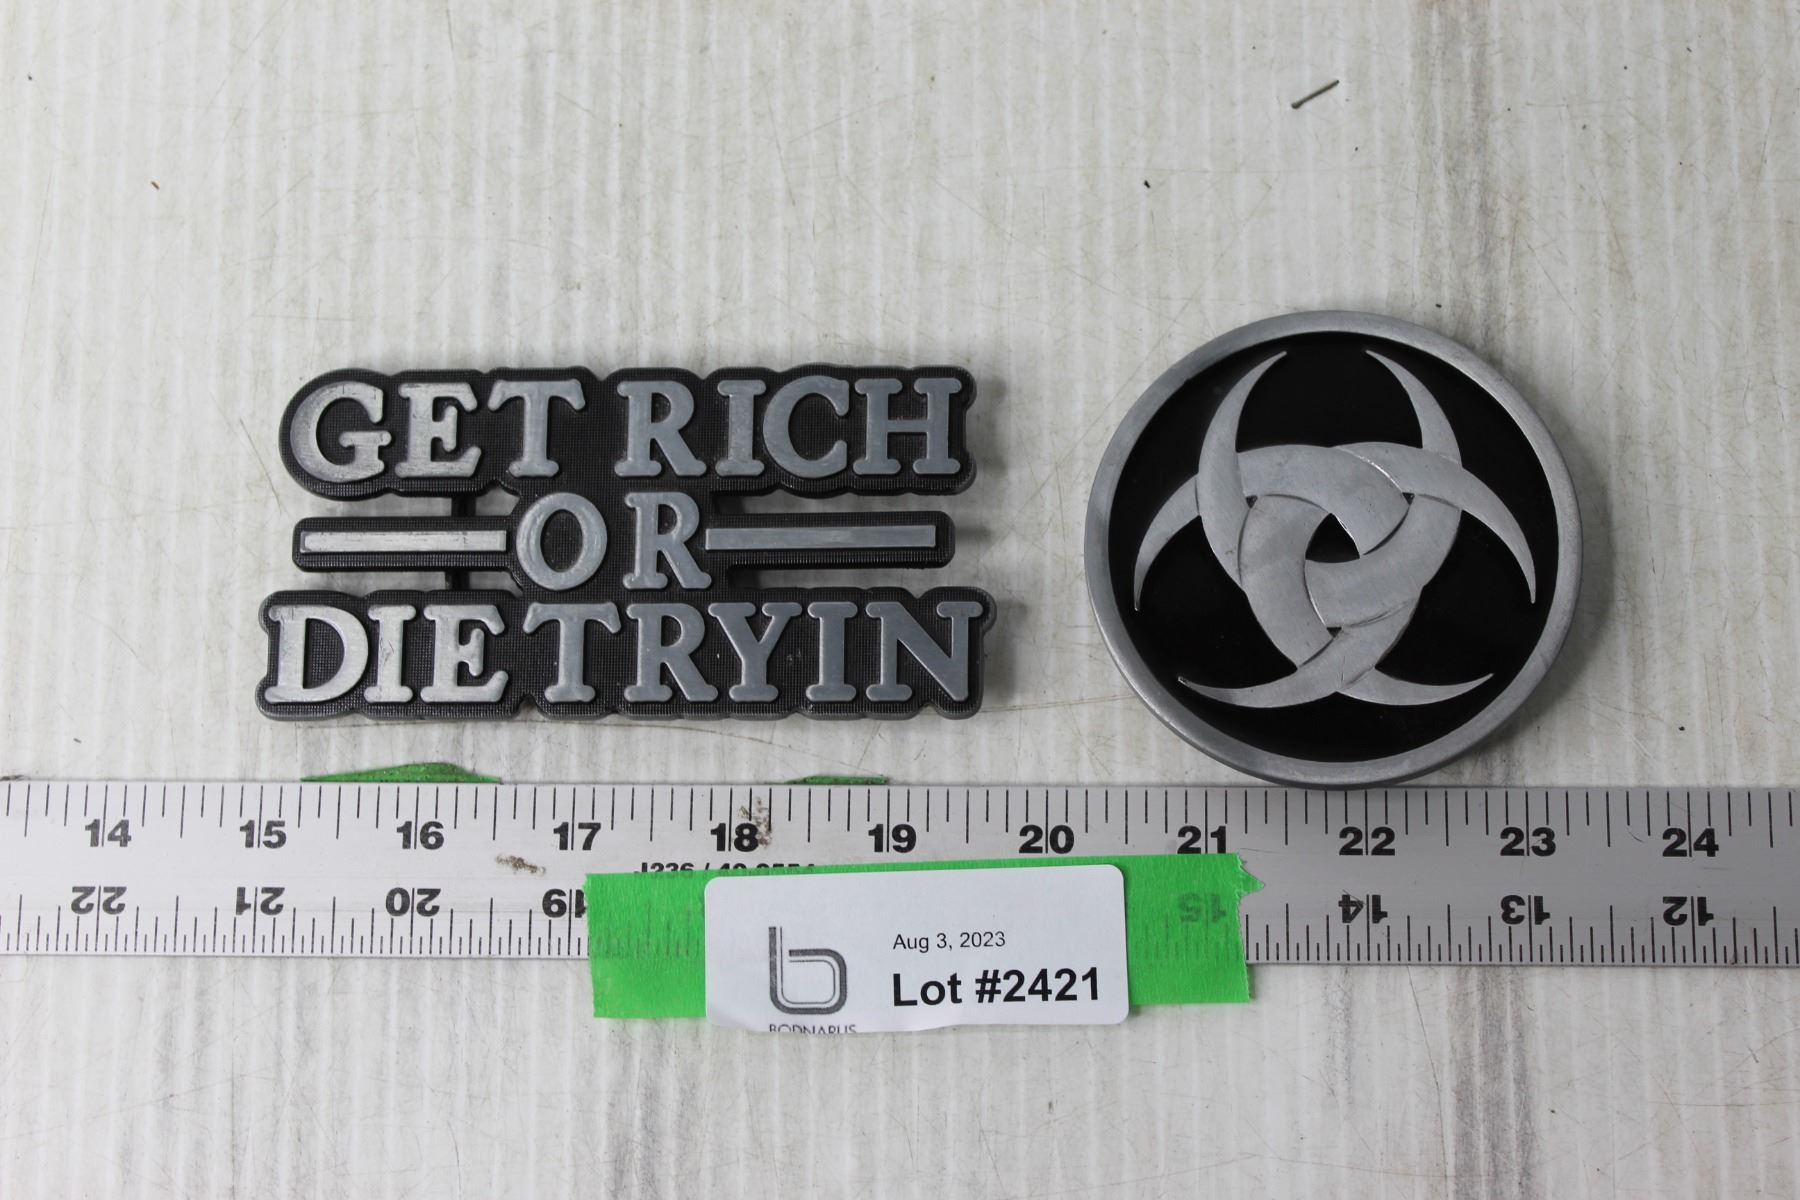 GET RICH
OR
DIE TRYIN
14 15 16 17 18 19 20 21 22 23 24
22 21 20 19 15 14 13 12
Aug 3, 2023
Lot #2421
BODNARUS